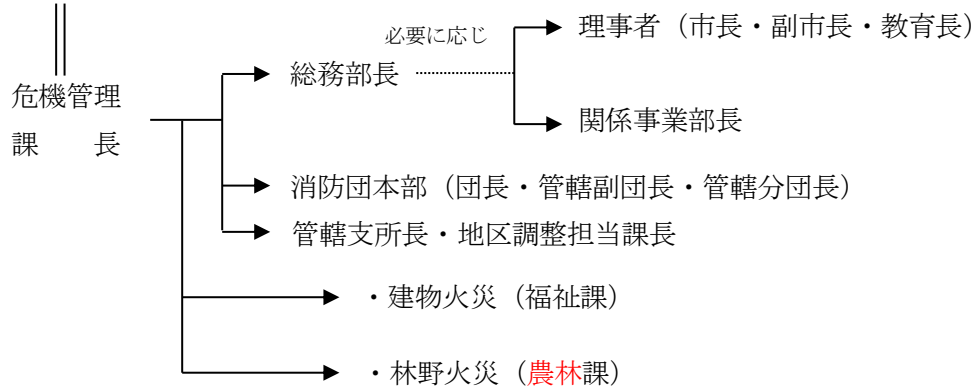 必要に応じ
理事者（市長・副市長・教育長）
総務部長
危機管理
課　　長
関係事業部長
消防団本部（団長・管轄副団長・管轄分団長）
管轄支所長・地区調整担当課長
・建物火災（福祉課）
・林野火災（農林課）